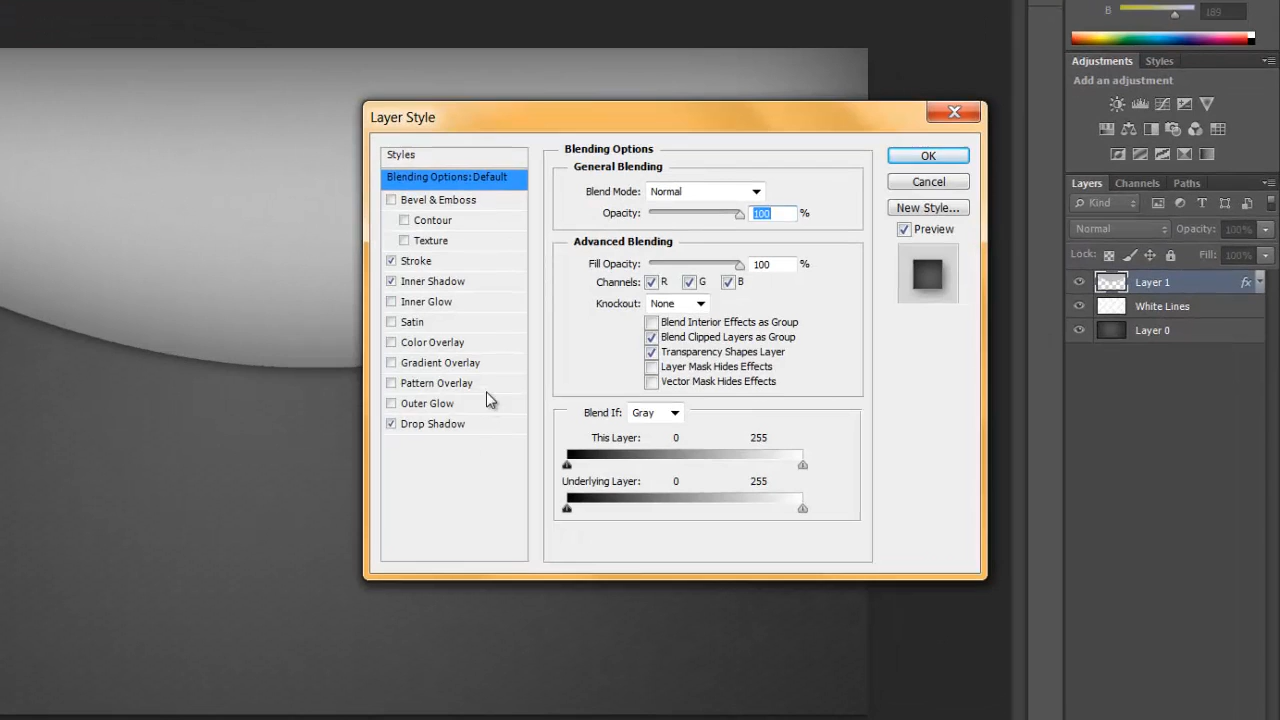 B 189
Adjustments Styles
Add an adjustment
Layer Style
Styles
Blending Options: Default
Bevel & Emboss
Contour
Texture
Stroke
Inner Shadow
Inner Glow
Satin
Color Overlay
Gradient Overlay
Pattern Overlay
Outer Glow
Drop Shadow
Blending Options
General Blending
Blend Mode: Normal
Opacity: 100 %
Advanced Blending
Fill Opacity: 100 %
Channels: R G B
Knockout: None
Blend Interior Effects as Group
Blend Clipped Layers as Group
Transparency Shapes Layer
Layer Mask Hides Effects
Vector Mask Hides Effects
Blend If: Gray
This Layer: 0 255
Underlying Layer: 0 255
OK
Cancel
New Style...
Preview
Layers Channels Paths
Kind
Normal Opacity: 100%
Lock: Fill: 100%
Layer 1 fx
White Lines
Layer 0